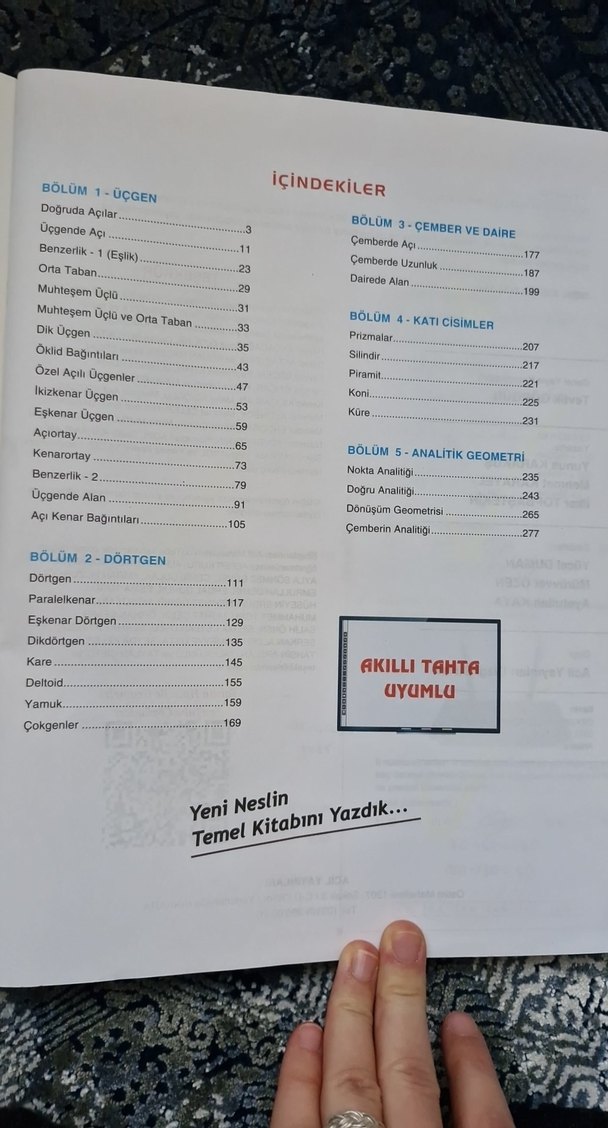 İÇİNDEKİLER
BÖLÜM 1 - ÜÇGEN
Doğruda Açılar..........3
Üçgende Açı..........11
Benzerlik - 1 (Eşlik)..........23
Orta Taban..........29
Muhteşem Üçlü..........31
Muhteşem Üçlü ve Orta Taban..........33
Dik Üçgen..........35
Öklid Bağıntıları..........43
Özel Açılı Üçgenler..........47
İkizkenar Üçgen..........53
Eşkenar Üçgen..........59
Açıortay..........65
Kenarortay..........73
Benzerlik - 2..........79
Üçgende Alan..........91
Açı Kenar Bağıntıları..........105
BÖLÜM 2 - DÖRTGEN
Dörtgen..........111
Paralelkenar..........117
Eşkenar Dörtgen..........129
Dikdörtgen..........135
Kare..........145
Deltoid..........155
Yamuk..........159
Çokgenler..........169
BÖLÜM 3 - ÇEMBER VE DAİRE
Çemberde Açı..........177
Çemberde Uzunluk..........187
Dairede Alan..........199
BÖLÜM 4 - KATI CİSİMLER
Prizmalar..........207
Silindir..........217
Piramit..........221
Koni..........225
Küre..........231
BÖLÜM 5 - ANALİTİK GEOMETRİ
Nokta Analitiği..........235
Doğru Analitiği..........243
Dönüşüm Geometrisi..........265
Çemberin Analitiği..........277
AKILLI TAHTA
UYUMLU
Yeni Neslin
Temel Kitabını Yazdık...